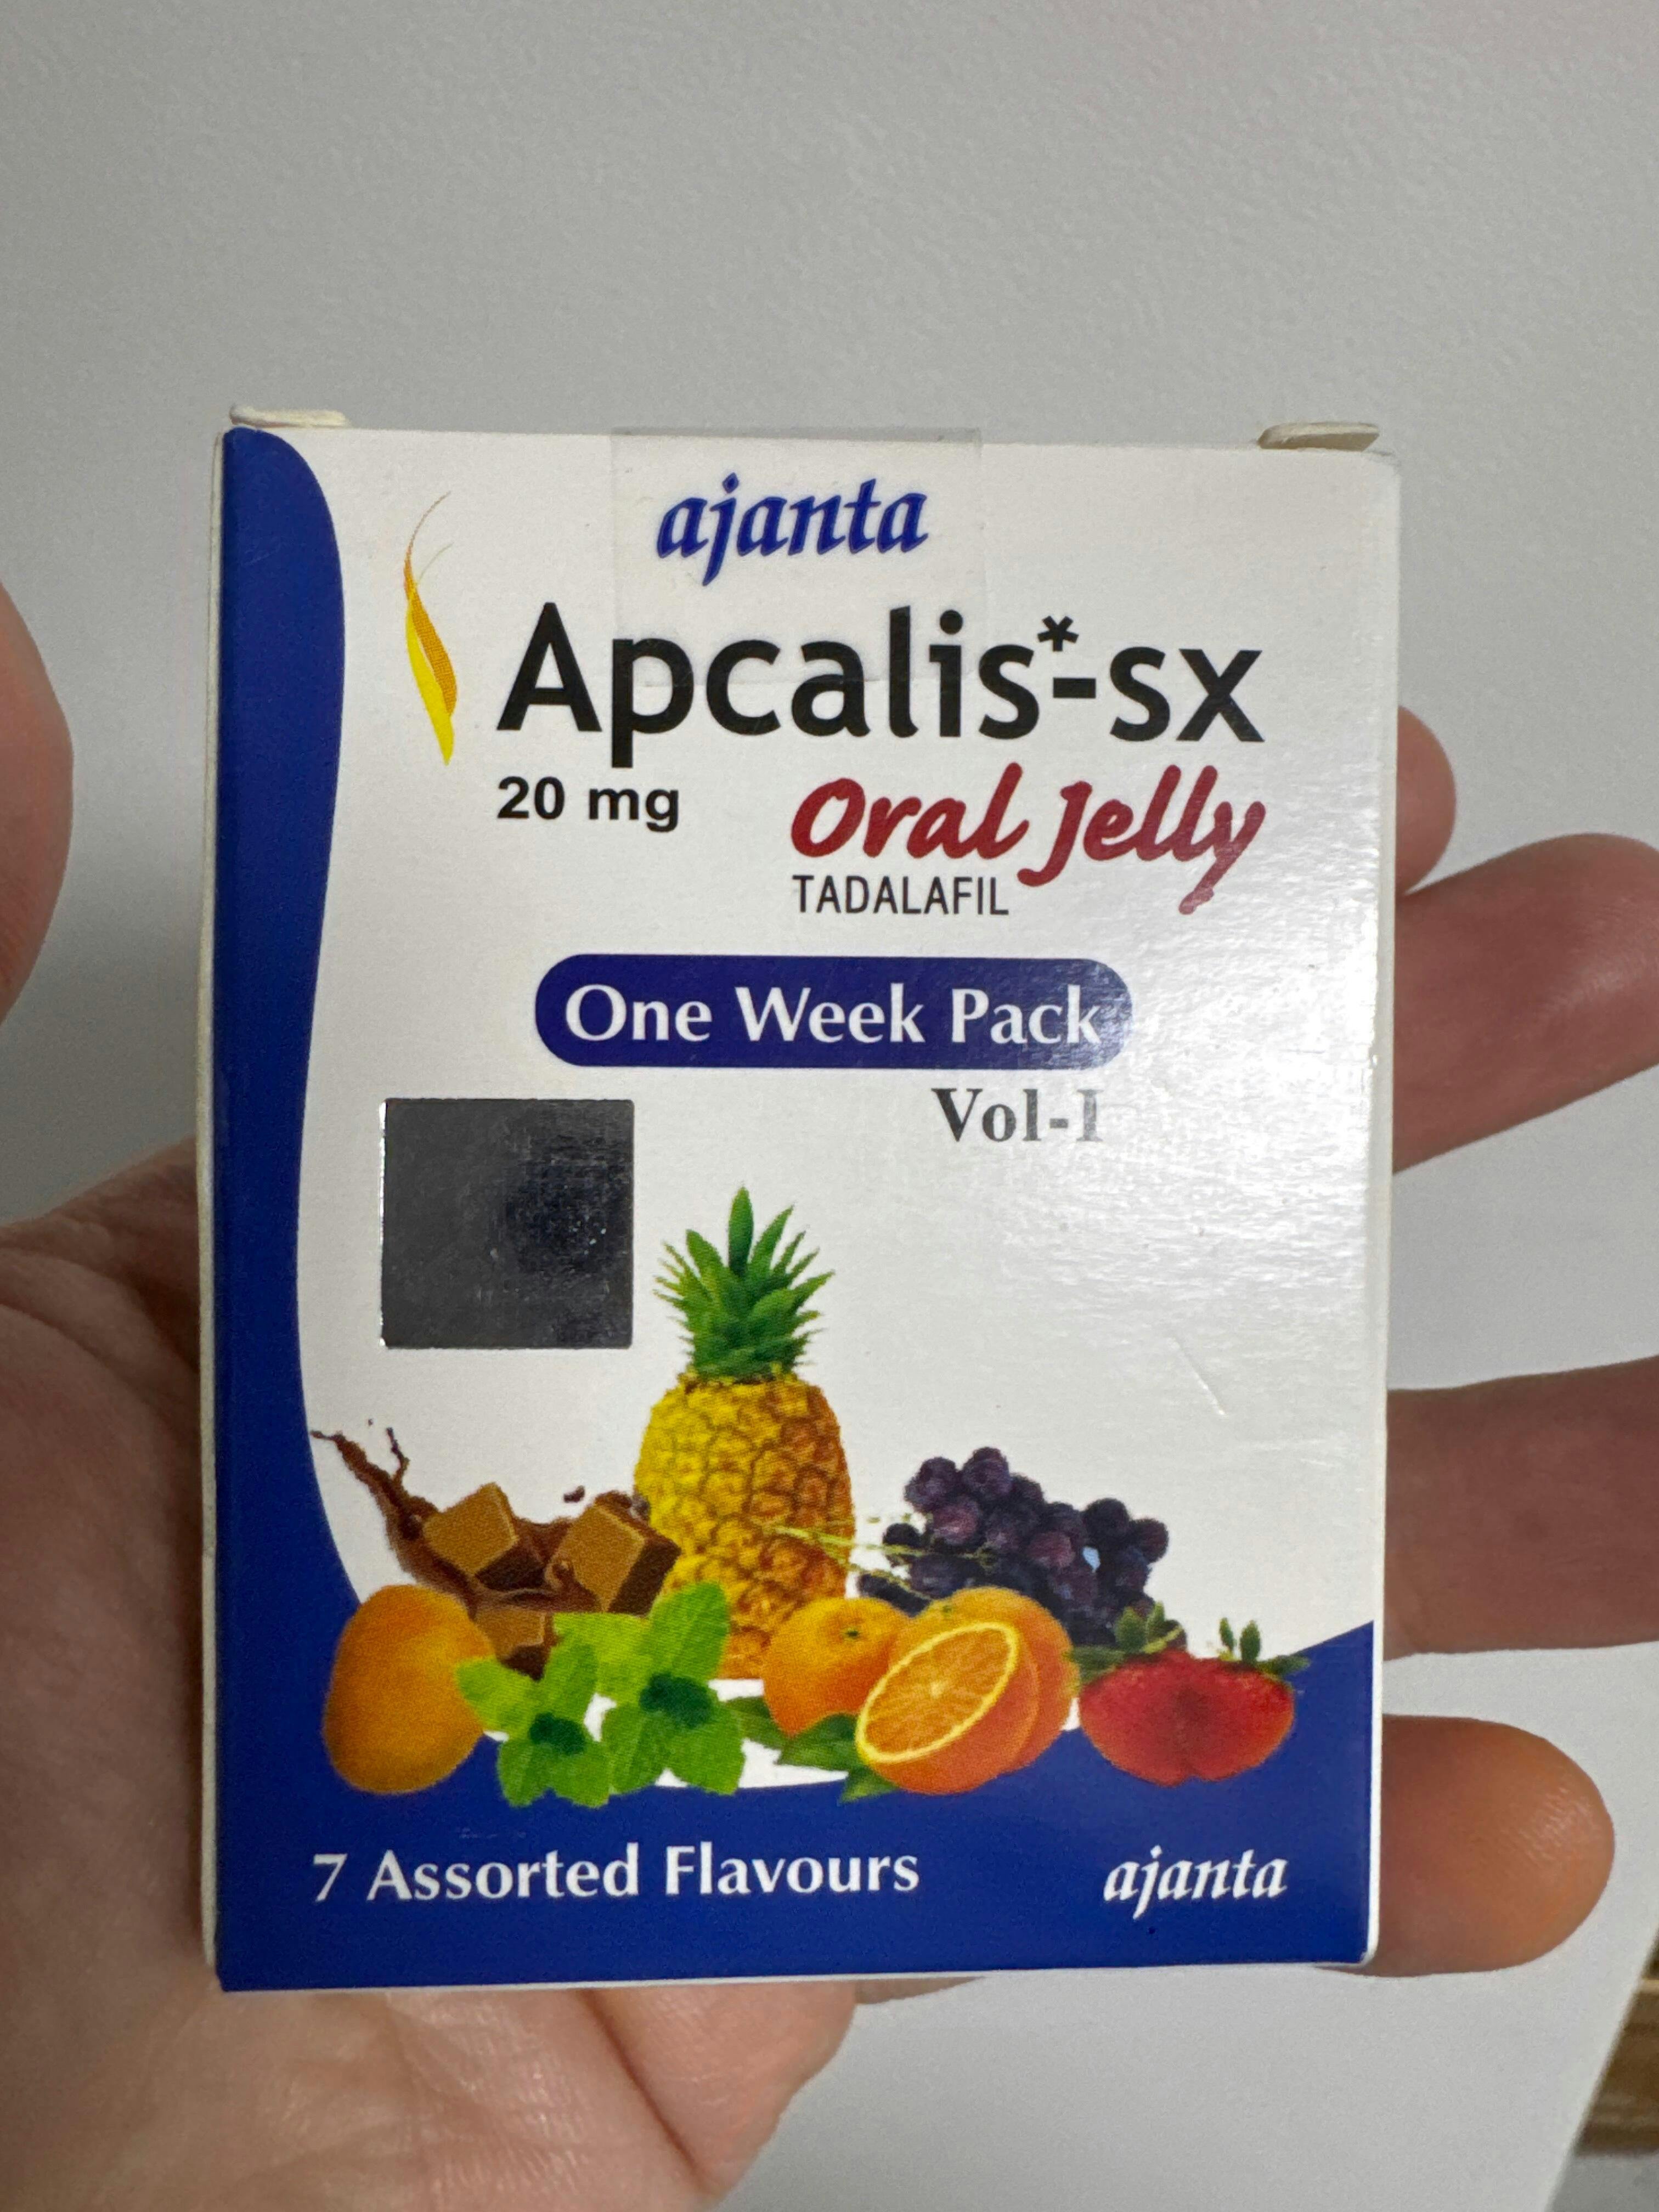 ajanta
Apcalis*-sx
20 mg
Oral Jelly
TADALAFIL
One Week Pack
Vol-I
7 Assorted Flavours
ajanta